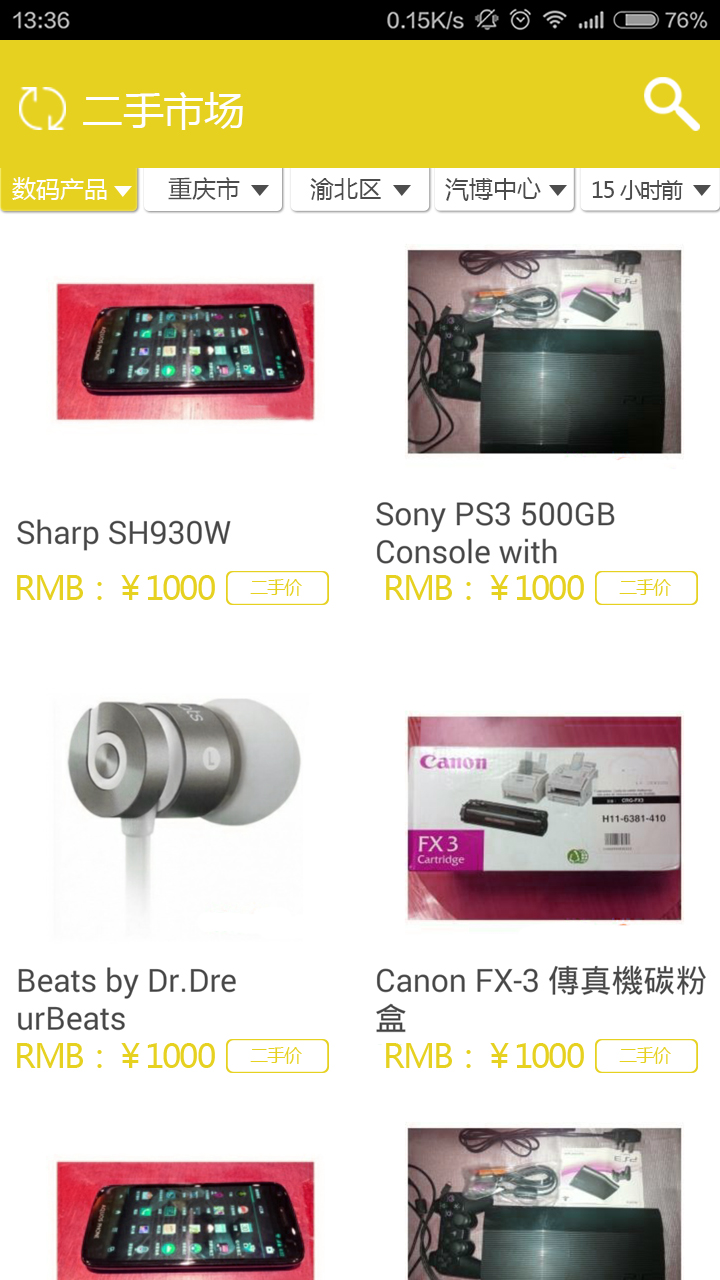 13:36 0.15K/s 76%
二手市场
数码产品 重庆市 渝北区 汽博中心 15 小时前
Sharp SH930W
RMB：￥1000 二手价
Sony PS3 500GB
Console with
RMB：￥1000 二手价
L
Canon
H11-6381-410
FX 3
Cartridge
Beats by Dr.Dre
urBeats
RMB：￥1000 二手价
Canon FX-3 傳真機碳粉
盒
RMB：￥1000 二手价